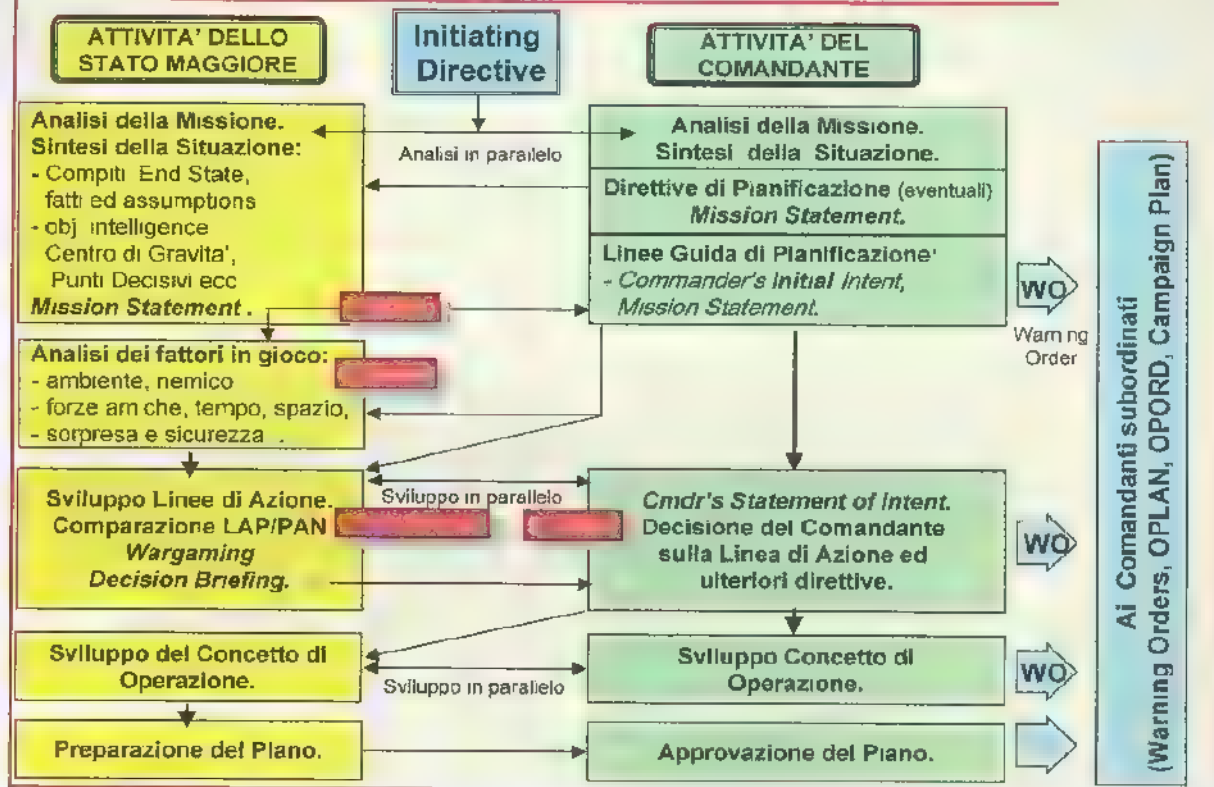 ATTIVITA' DELLO
STATO MAGGIORE
Initiating
Directive
ATTIVITA' DEL
COMANDANTE
Analisi della Missione.
Sintesi della Situazione:
- Compiti End State,
fatti ed assumptions
- obj intelligence
Centro di Gravita',
Punti Decisivi ecc
Mission Statement .
Analisi in parallelo
Analisi della Missione.
Sintesi della Situazione.
Direttive di Pianificazione (eventuali)
Mission Statement.
Linee Guida di Pianificazione:
- Commander's Initial Intent,
Mission Statement.
WO
Warning
Order
Analisi dei fattori in gioco:
- ambiente, nemico
- forze amiche, tempo, spazio,
- sorpresa e sicurezza .
Sviluppo Linee di Azione.
Comparazione LAP/PAN
Wargaming
Decision Briefing.
Sviluppo in parallelo
Cmdr's Statement of Intent.
Decisione del Comandante
sulla Linea di Azione ed
ulteriori direttive.
WO
Sviluppo del Concetto di
Operazione.
Sviluppo in parallelo
Sviluppo Concetto di
Operazione.
WO
Preparazione del Piano.
Approvazione del Piano.
Ai Comandanti subordinati
(Warning Orders, OPLAN, OPORD, Campaign Plan)